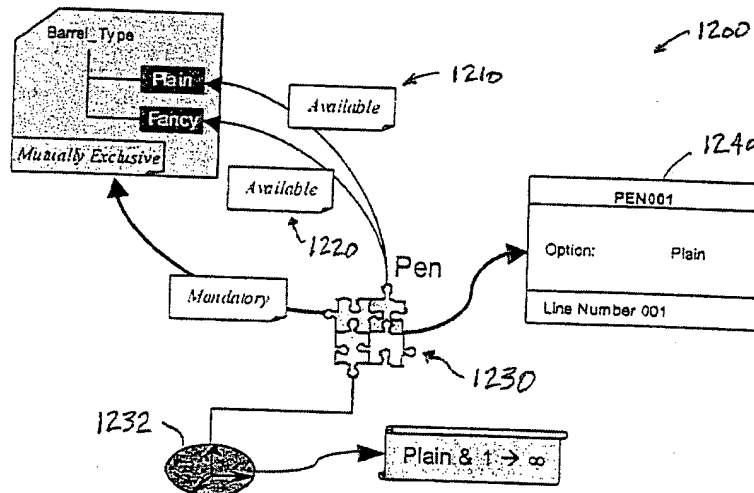 Barrel_Type
Plain
Fancy
Mutually Exclusive
Available
1210
1200
Available
1220
1240
PEN001
Option: Plain
Line Number 001
Pen
Mandatory
1230
1232
Plain & 1 → ∞